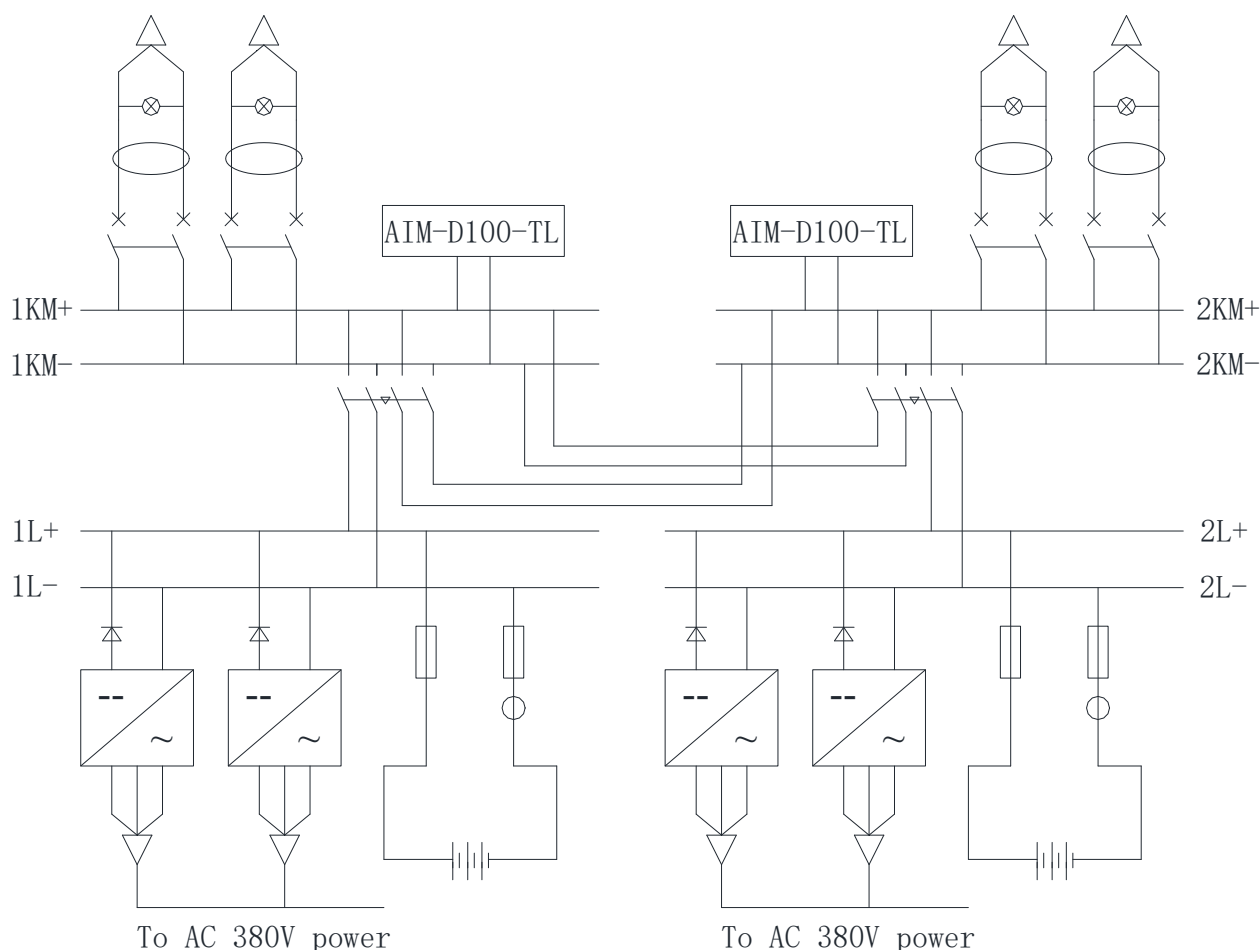 AIM-D100-TL AIM-D100-TL
1KM+ 2KM+
1KM- 2KM-
1L+ 2L+
1L- 2L-
-- -- -- --
~ ~ ~ ~
To AC 380V power To AC 380V power